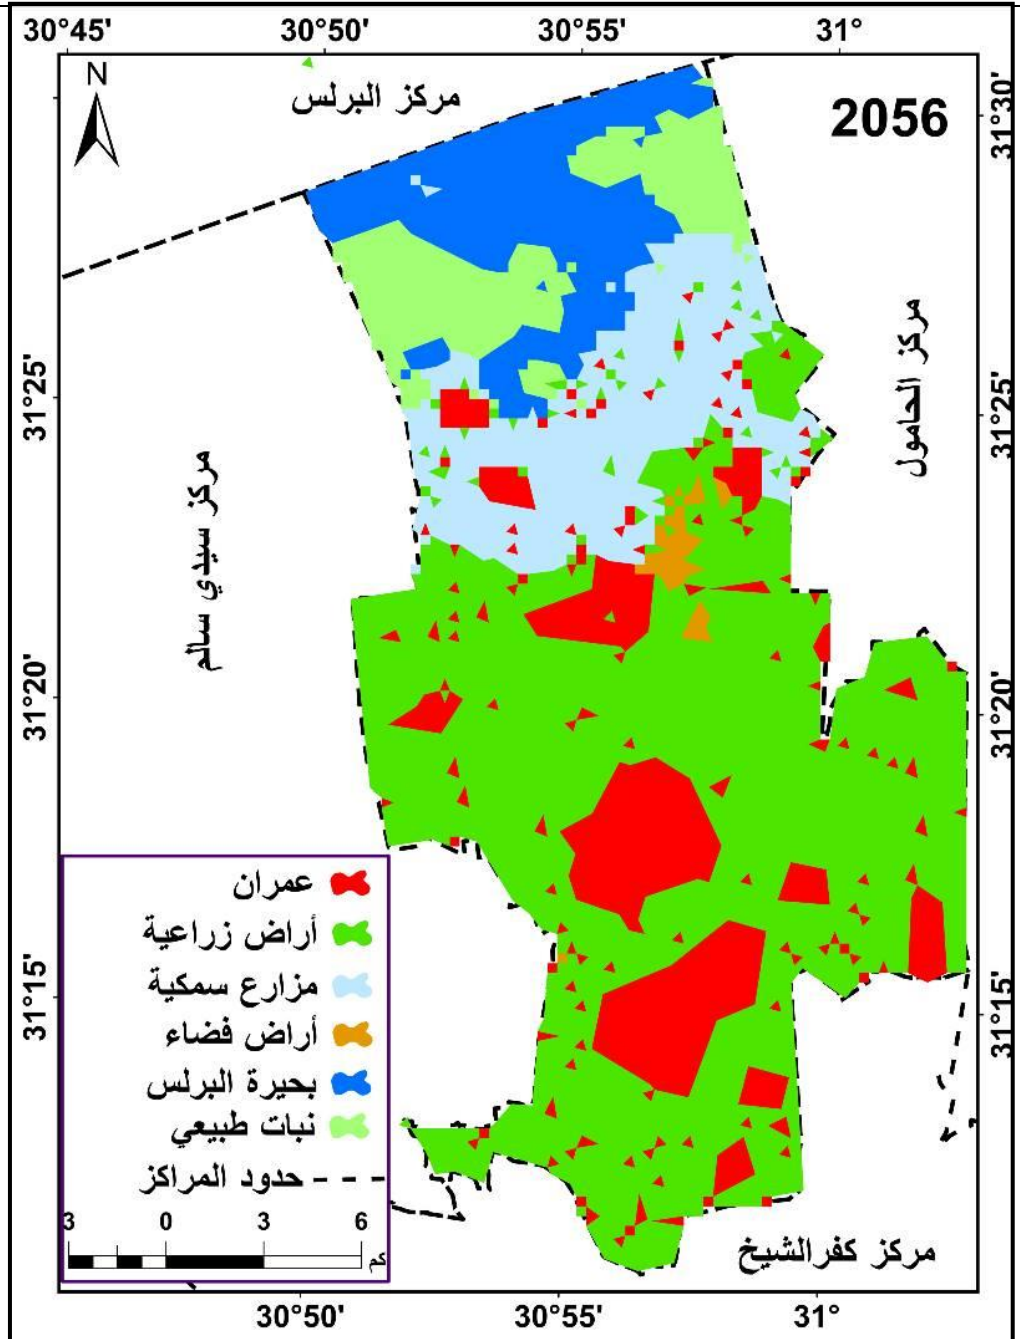 30°45' 30°50' 30°55' 31°
N
مركز البرلس
2056
31°30'
مركز الحامول
31°25' 31°25'
مركز سيدي سالم
31°20' 31°20'
عمران
أراض زراعية
مزارع سمكية
أراض فضاء
بحيرة البرلس
نبات طبيعي
حدود المراكز
31°15' 31°15'
3 0 3 6
كم
مركز كفرالشيخ
30°50' 30°55' 31°